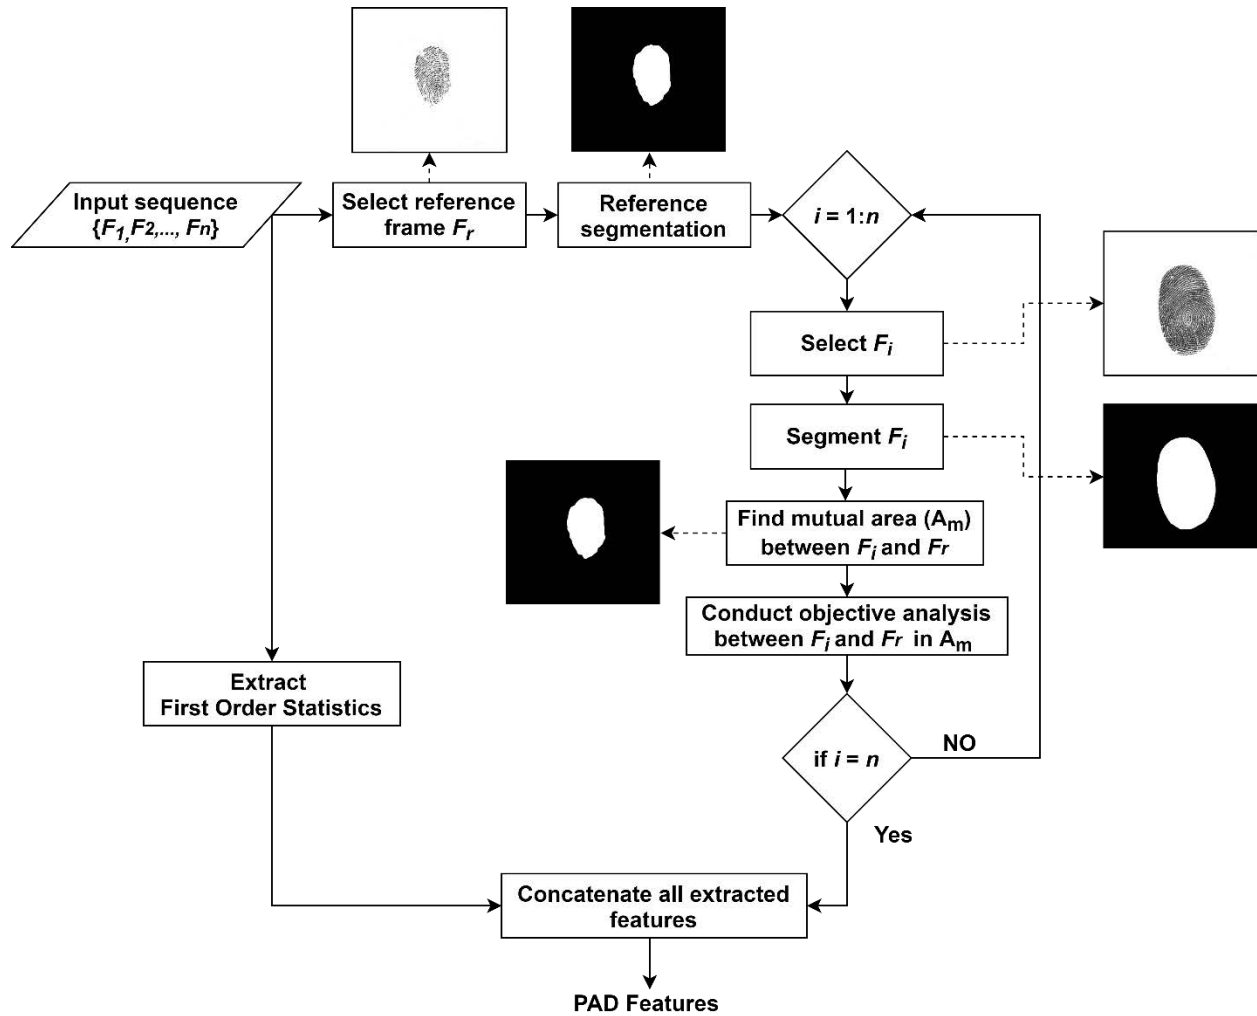 Input sequence
{F1,F2,..., Fn}
Select reference
frame Fr
Reference
segmentation
i = 1:n
Select Fi
Segment Fi
Find mutual area (Am)
between Fi and Fr
Conduct objective analysis
between Fi and Fr in Am
Extract
First Order Statistics
if i = n
NO
Yes
Concatenate all extracted
features
PAD Features